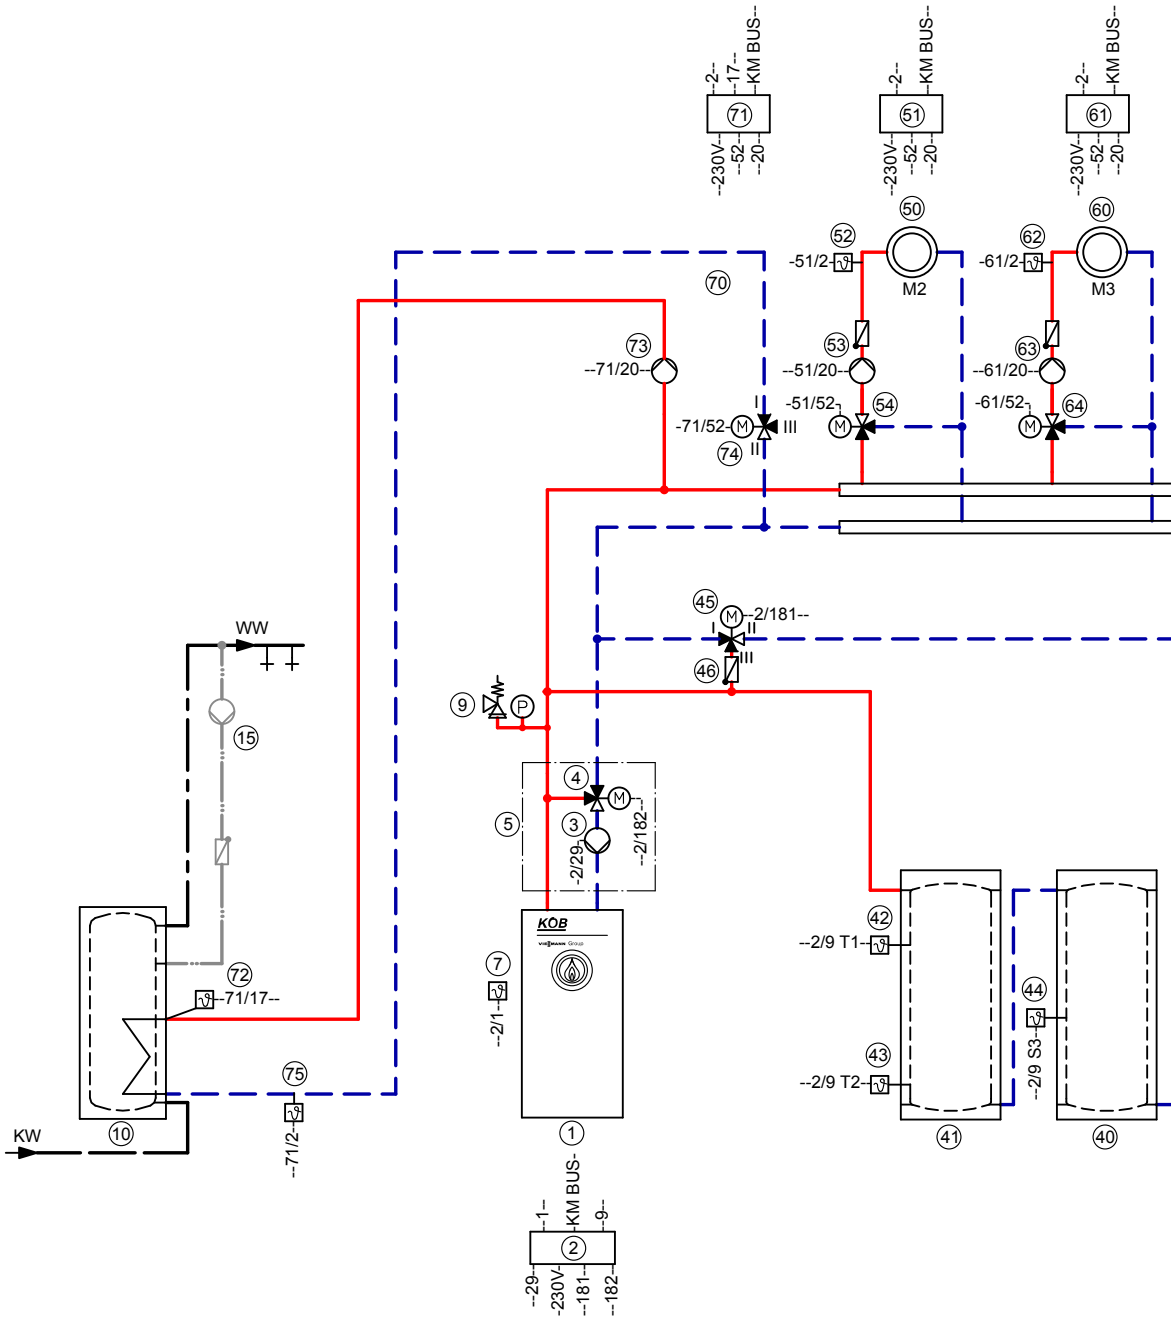 --2--
--17--
--KM BUS--
71
--230V--
--52--
--20--
--2--
--KM BUS--
51
--230V--
--52--
--20--
--2--
--KM BUS--
61
--230V--
--52--
--20--
50
60
52
62
-51/2-
-61/2-
M2
M3
70
73
53
63
--71/20--
--51/20--
--61/20--
-51/52-
54
-61/52-
64
I
-71/52-
M
III
M
M
74
II
45
M
--2/181--
I
II
WW
46
III
9
P
15
4
M
5
3
-2/29-
--2/182--
KÖB
VIESMANN Group
42
--2/9 T1--
7
72
--71/17--
44
--2/1--
43
--2/9 T2--
--2/9 S3--
75
--71/2--
KW
10
1
41
40
--1--
-KM BUS-
--9--
2
--29--
-230V-
--181--
--182--